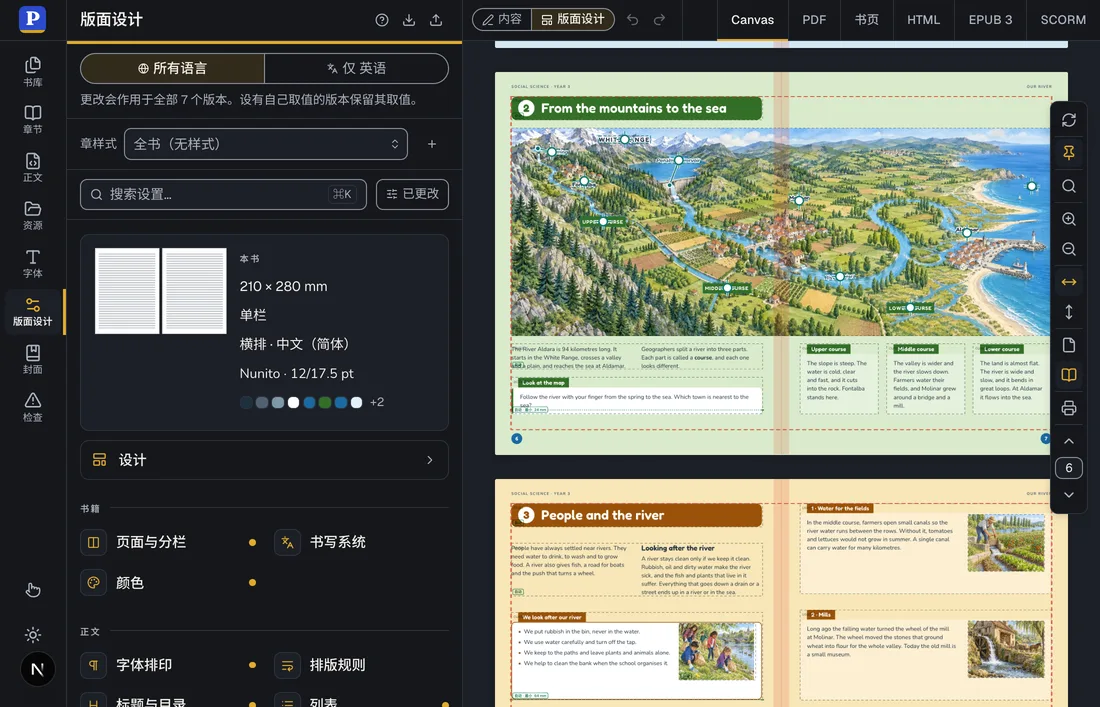 P
版面设计
内容
版面设计
Canvas
PDF
书页
HTML
EPUB 3
SCORM
书库
章节
正文
资源
字体
版面设计
封面
检查
N
所有语言
仅 英语
更改会作用于全部 7 个版本。设有自己取值的版本保留其取值。
章样式
全书（无样式）
+
搜索设置...
⌘K
已更改
本书
210 × 280 mm
单栏
横排 · 中文（简体）
Nunito · 12/17.5 pt
+2
设计
书籍
页面与分栏
书写系统
颜色
正文
字体排印
排版规则
标题与目录
列表
SOCIAL SCIENCE · YEAR 3
OUR RIVER
2 From the mountains to the sea
UPPER COURSE
LOWER COURSE
The River Aldara is 94 kilometres long. It
starts in the White Range, crosses a valley
and a plain, and reaches the sea at Aldamar.
Geographers split a river into three parts.
Each part is called a course, and each one
looks different.
Look at the map
Follow the river with your finger from the spring to the sea. Which town is nearest to the
sea?
Upper course
The slope is steep. The
water is cold, clear
and fast, and it cuts
into the rock. Forests
stands here.
Middle course
The valley is wider and
the river slows down.
Farmers water their
fields, and Molinar grew
around a bridge and a
mill.
Lower course
The land is almost flat.
The river is wide and
slow, and it bends in
great loops. At Aldamar
it flows into the sea.
6
7
6
SOCIAL SCIENCE · YEAR 3
OUR RIVER
3 People and the river
People have always settled near rivers. They
need water to drink, to wash and to grow
food. A river also gives fish, a road for boats
and the push that turns a wheel.
Looking after the river
A river stays clean only if we keep it clean.
Rubbish, oil and dirty water make the river
sick, and the fish and plants that live in it
suffer. Everything that goes down a drain or a
street ends up in a river or in the sea.
We look after our river
We put rubbish in the bin, never in the water.
We use water carefully and turn off the tap.
We keep to the paths and leave plants and animals alone.
We help to clean the bank when the school organises it.
1 · Water for the fields
In the middle course, farmers open small canals so the
river water runs between the rows. Without it, tomatoes
and lettuces would not grow in summer. A single canal
can carry water for many kilometres.
2 · Mills
Long ago the falling water turned the wheel of the mill
at Molinar. The wheel moved the stones that ground
wheat into flour for the whole valley. Today the old mill is
a small museum.